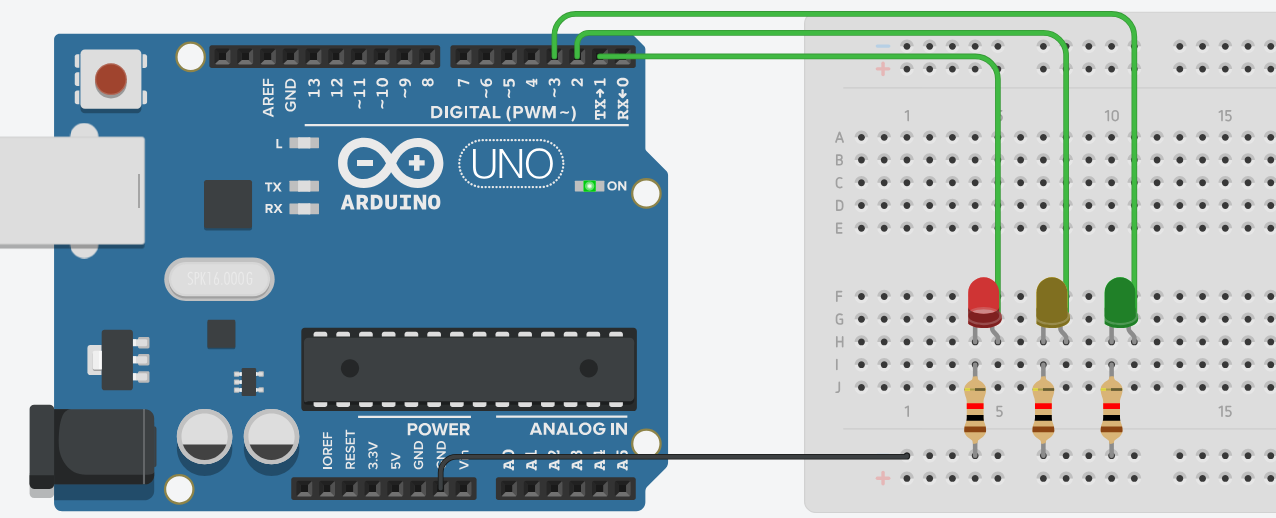 AREF
GND
13
12
~11
~10
~9
8
7
~6
~5
4
~3
2
TX→1
RX←0
DIGITAL (PWM~)
L
TX
RX
UNO
ARDUINO
ON
SPK16.000G
IOREF
RESET
3.3V
5V
GND
GND
Vin
POWER
ANALOG IN
A0
A1
A2
A3
A4
A5
− 
+
1 5 10 15
A
B
C
D
E
F
G
H
I
J
1 5 15
+